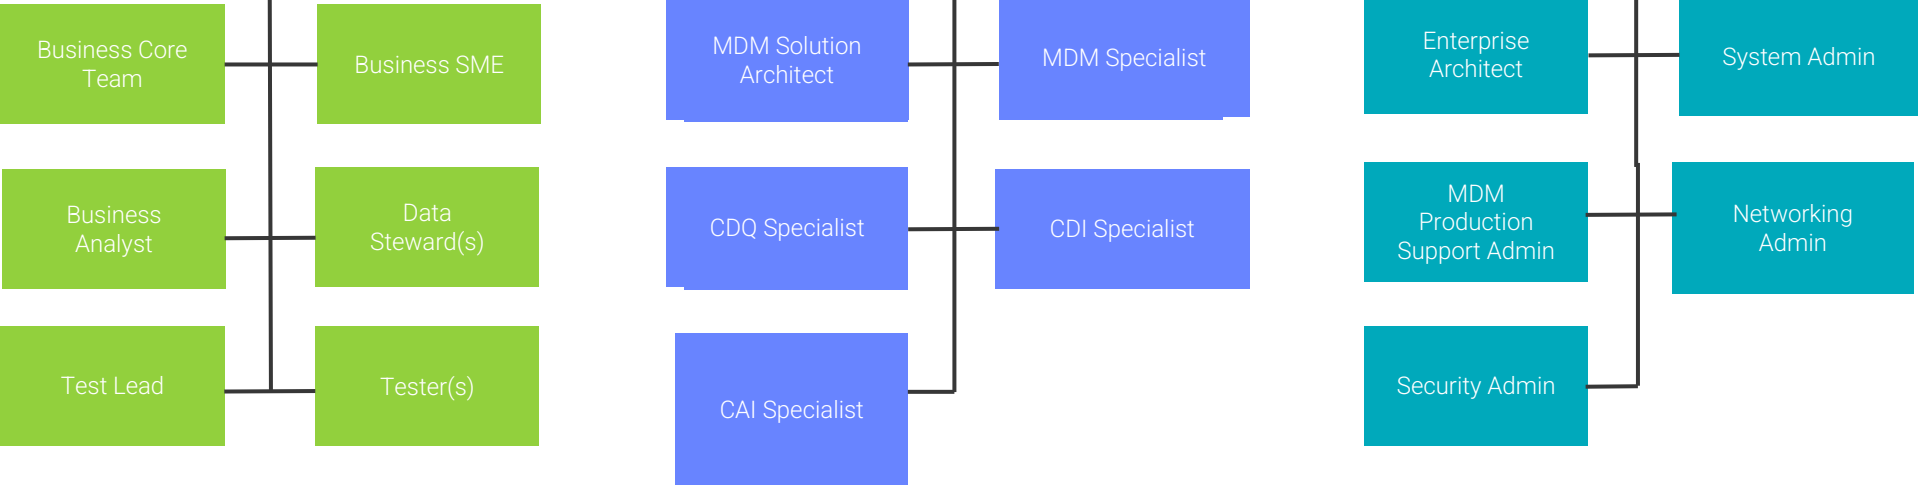 Business Core
Team
Business SME
Business
Analyst
Data
Steward(s)
Test Lead
Tester(s)
MDM Solution
Architect
MDM Specialist
CDQ Specialist
CDI Specialist
CAI Specialist
Enterprise
Architect
System Admin
MDM
Production
Support Admin
Networking
Admin
Security Admin